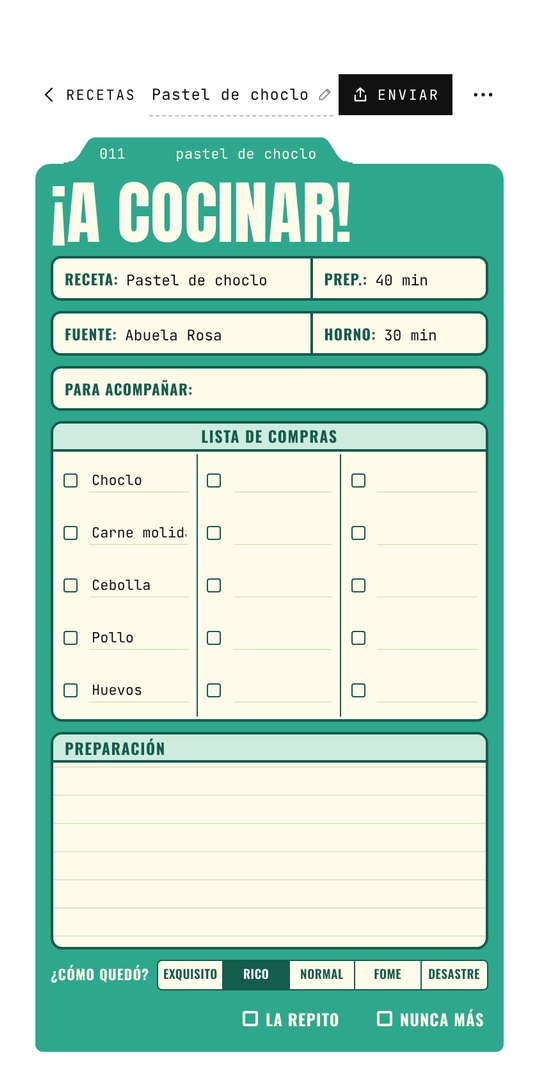 RECETAS Pastel de choclo ENVIAR
011 pastel de choclo
¡A COCINAR!
RECETA: Pastel de choclo PREP.: 40 min
FUENTE: Abuela Rosa HORNO: 30 min
PARA ACOMPAÑAR:
LISTA DE COMPRAS
Choclo
Carne
Cebolla
Pollo
Huevos
PREPARACIÓN
¿CÓMO QUEDÓ? EXQUISITO RICO NORMAL FOME DESASTRE
LA REPITO NUNCA MÁS